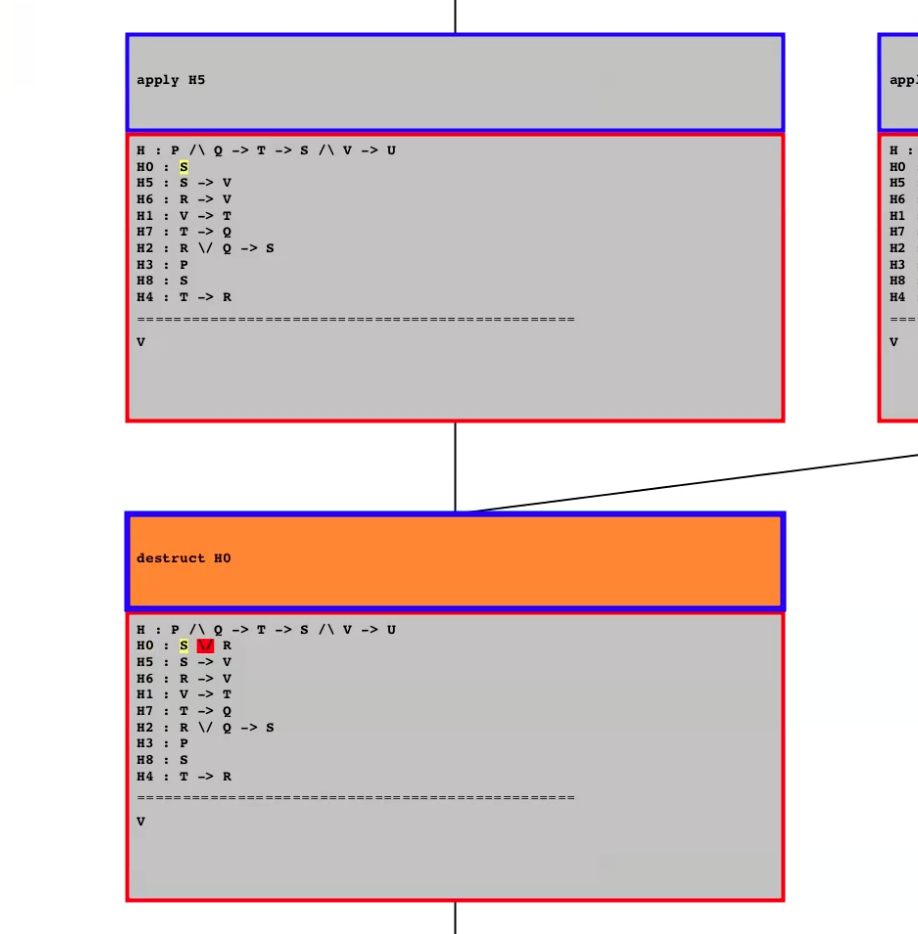 apply H5
appl
H : P /\ Q -> T -> S /\ V -> U
H0 : S
H5 : S -> V
H6 : R -> V
H1 : V -> T
H7 : T -> Q
H2 : R \/ Q -> S
H3 : P
H8 : S
H4 : T -> R
==================================================
V
H :
H0
H5
H6
H1
H7
H2
H3
H8
H4
===
V
destruct H0
H : P /\ Q -> T -> S /\ V -> U
H0 : S \/ R
H5 : S -> V
H6 : R -> V
H1 : V -> T
H7 : T -> Q
H2 : R \/ Q -> S
H3 : P
H8 : S
H4 : T -> R
==================================================
V